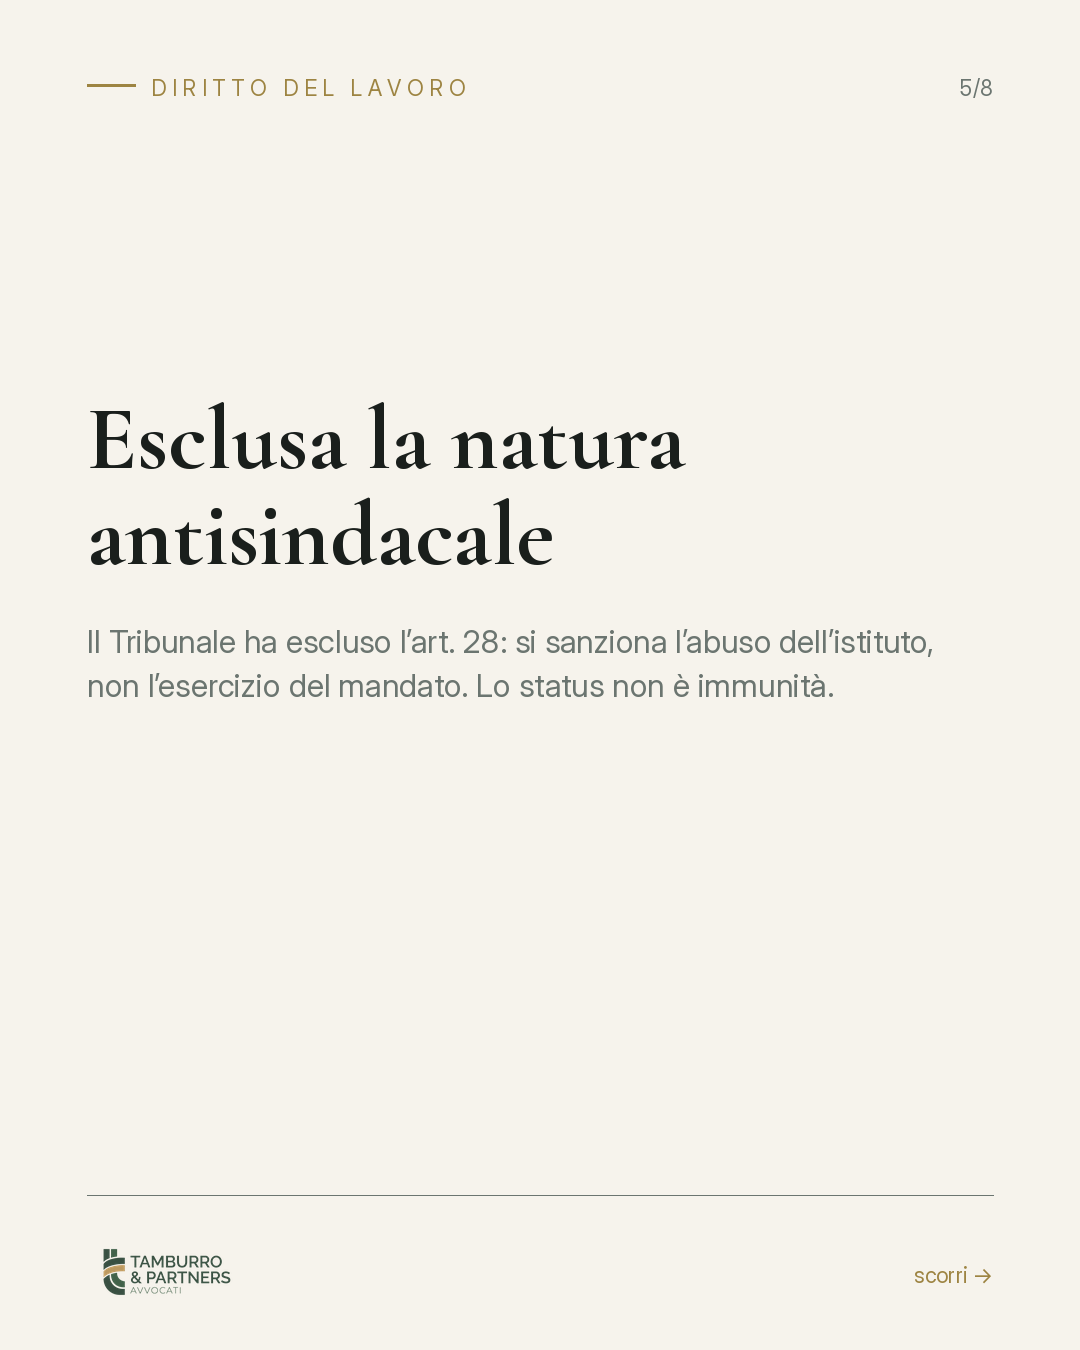 DIRITTO DEL LAVORO
5/8
Esclusa la natura
antisindacale
Il Tribunale ha escluso l’art. 28: si sanziona l’abuso dell’istituto,
non l’esercizio del mandato. Lo status non è immunità.
TAMBURRO
& PARTNERS
AVVOCATI
scorri →